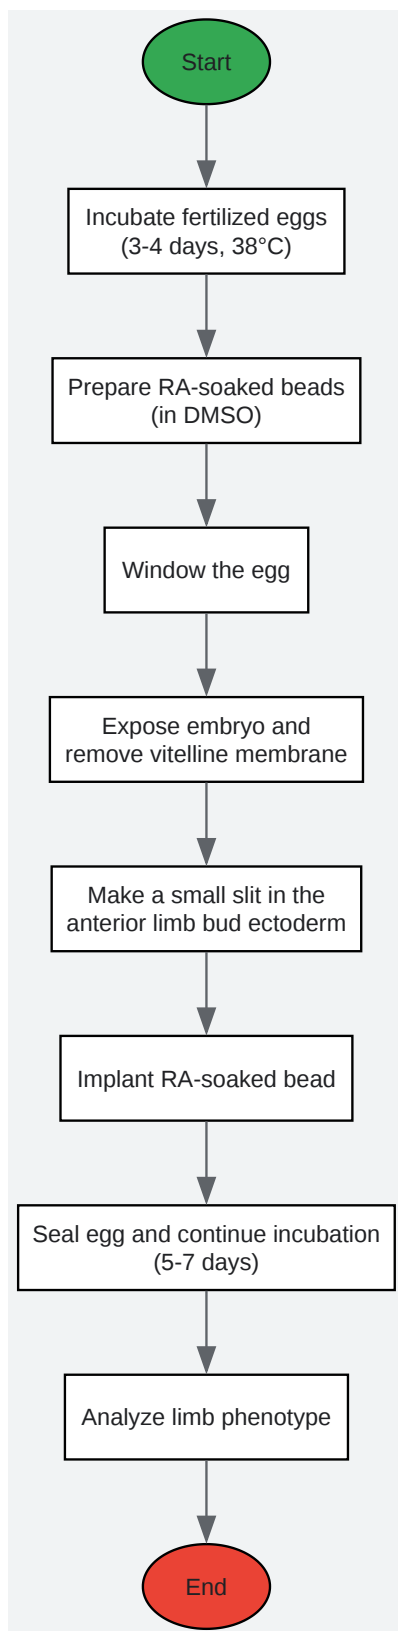 Start
Incubate fertilized eggs
(3-4 days, 38°C)
Prepare RA-soaked beads
(in DMSO)
Window the egg
Expose embryo and
remove vitelline membrane
Make a small slit in the
anterior limb bud ectoderm
Implant RA-soaked bead
Seal egg and continue incubation
(5-7 days)
Analyze limb phenotype
End